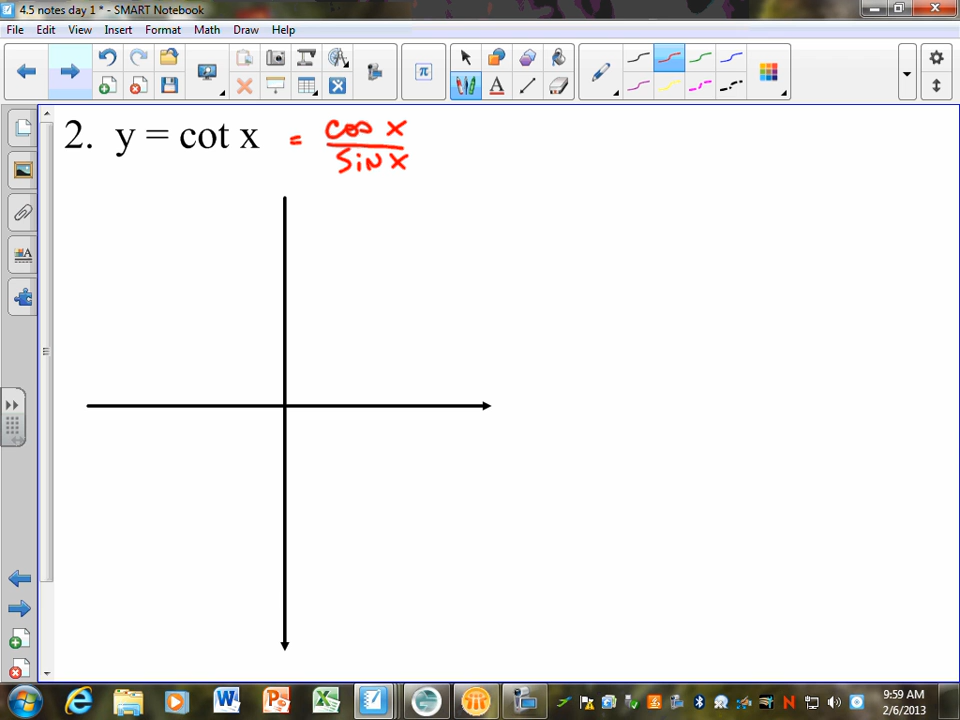 4.5 notes day 1 * - SMART Notebook
File Edit View Insert Format Math Draw Help
π
A
2. y = cot x = cos x
sin x
9:59 AM
2/6/2013